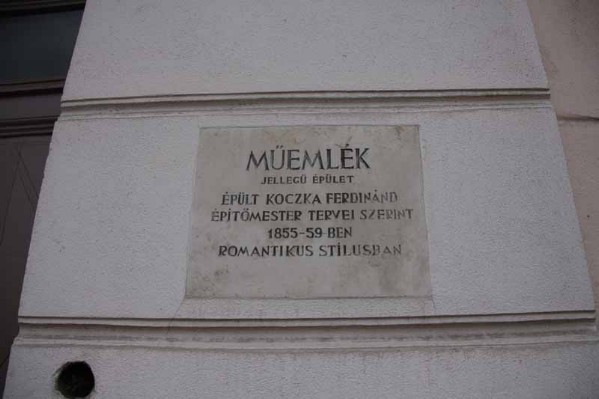 MŰEMLÉK
JELLEGŰ ÉPÜLET
ÉPÜLT KOCZKA FERDINÁND
ÉPÍTŐMESTER TERVEI SZERINT
1855-59-BEN
ROMANTIKUS STÍLUSBAN